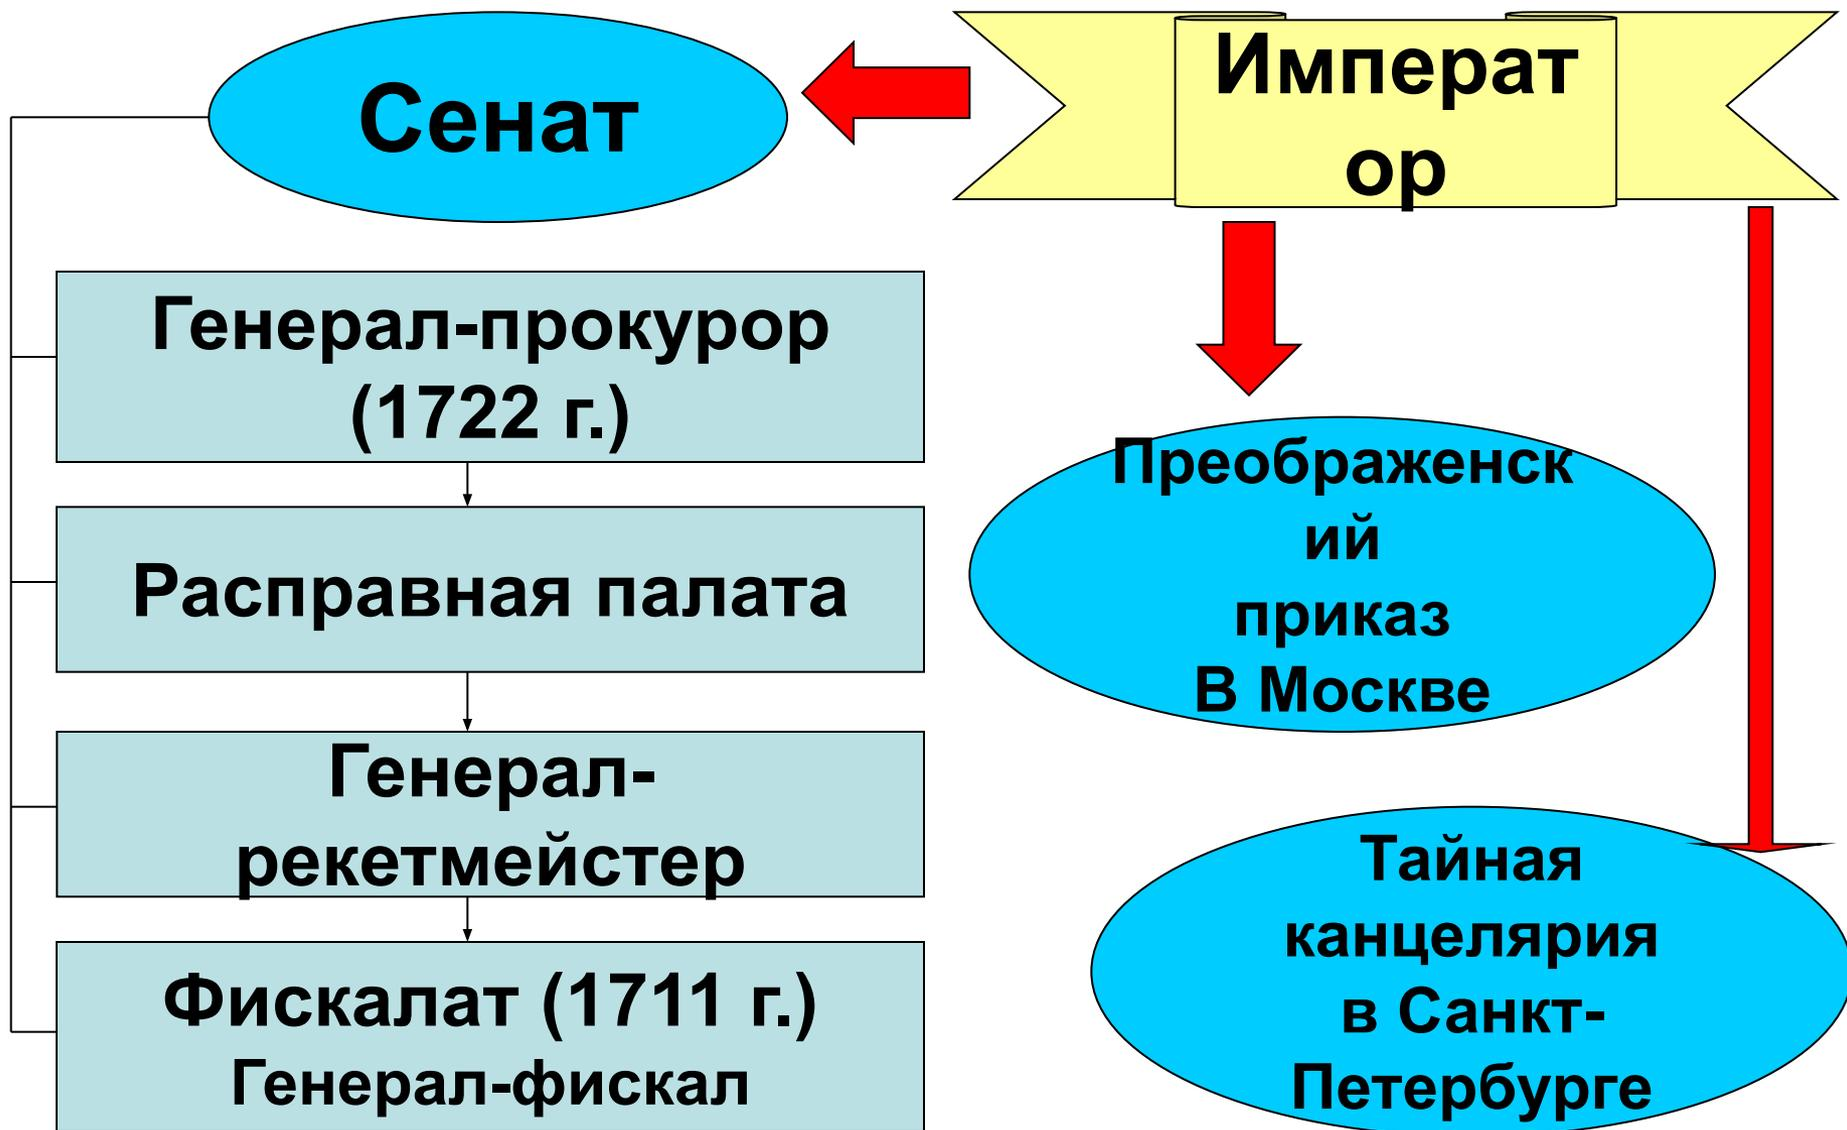 Сенат
Императ
ор
Генерал-прокурор
(1722 г.)
Расправная палата
Генерал-
рекетмейстер
Фискалат (1711 г.)
Генерал-фискал
Преображенск
ий
приказ
В Москве
Тайная
канцелярия
в Санкт-
Петербурге